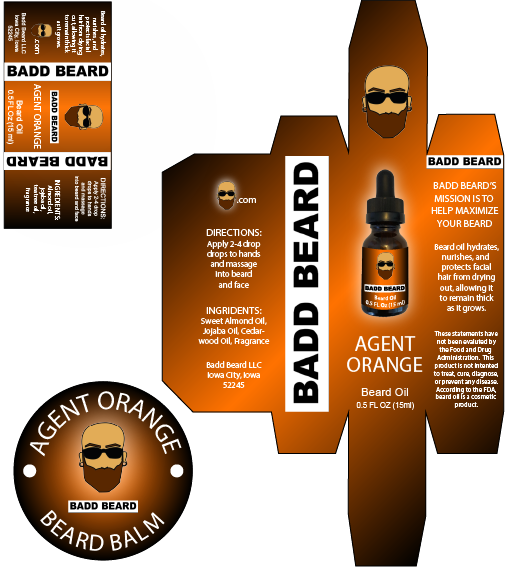 Beard oil hydrates,
nurishes, and
protects facial
hair from drying
out, allowing it
to remain thick
as it grows.
.com
Badd Beard LLC
Iowa City, Iowa
52245
BADD BEARD
AGENT ORANGE
BADD BEARD
Beard Oil
0.5 FL Oz (15 ml)
BADD BEARD
DIRECTIONS:
Apply 2-4 drop
drops to hands
and massage
into beard and face
INGRIDENTS:
Almond oil,
jojoba oil,
fragrance
.com
DIRECTIONS:
Apply 2-4 drop
drops to hands
and massage
Into beard
and face
INGRIDENTS:
Sweet Almond Oil,
Jojaba Oil, Cedar-
wood Oil, Fragrance
Badd Beard LLC
Iowa City, Iowa
52245
BADD BEARD
BADD BEARD
Beard Oil
0.5 FL Oz (15 ml)
AGENT
ORANGE
Beard Oil
0.5 FL OZ (15ml)
BADD BEARD
BADD BEARD'S
MISSION IS TO
HELP MAXIMIZE
YOUR BEARD
Beard oil hydrates,
nurishes, and
protects facial
hair from drying
out, allowing it
to remain thick
as it grows.
These statements have
not been evaluted by
the Food and Drug
Administration. This
product is not intented
to treat, cure, diagnose,
or prevent any disease.
According to the FDA,
beard oil is a cosmetic
product.
AGENT ORANGE
BADD BEARD
BEARD BALM